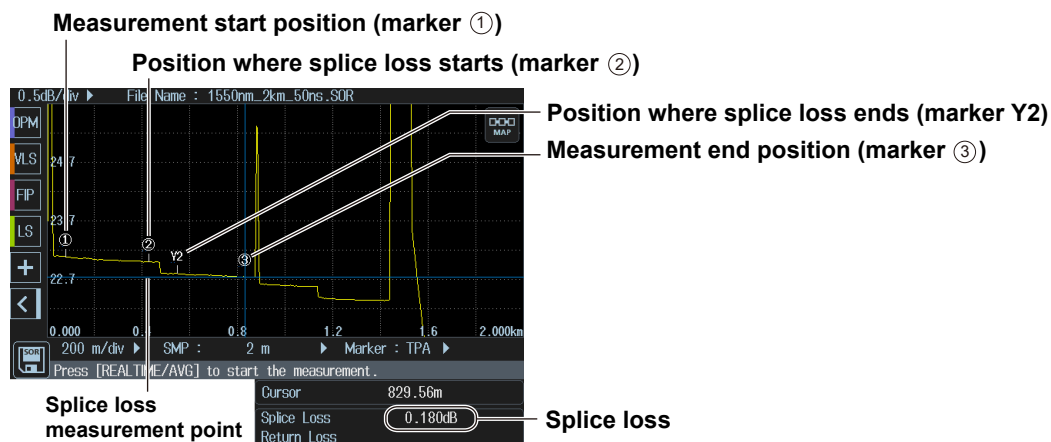 Measurement start position (marker ①)
Position where splice loss starts (marker ②)
0.5dB/div ▶ File Name : 1550nm_2km_50ns.SOR
Position where splice loss ends (marker Y2)
Measurement end position (marker ③)
OPM
MAP
VLS
24.7
FIP
LS
23.7
①
②
Y2
③
22.7
0.000 0.4 0.8 1.2 1.6 2.000km
SOR
200 m/div ▶ SMP : 2 m ▶ Marker : TPA ▶
Press [REALTIME/AVG] to start the measurement.
Splice loss
measurement point
Cursor 829.56m
Splice Loss 0.180dB
Splice loss
Return Loss